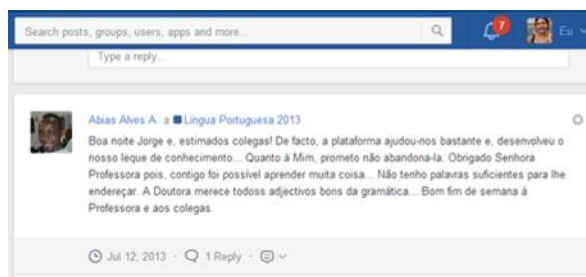 Search posts, groups, users, apps and more...
7
Eu
Type a reply...
Abias Alves A. a Língua Portuguesa 2013
Boa noite Jorge e, estimados colegas! De facto, a plataforma ajudou-nos bastante e, desenvolveu o
nosso leque de conhecimento... Quanto á Mim, prometo não abandona-la. Obrigado Senhora
Professora pois, contigo foi possível aprender muita coisa... Não tenho palavras suficientes para lhe
endereçar. A Doutora merece todoss adjectivos bons da gramática... Bom fim de semana á
Professora e aos colegas.
Jul 12, 2013 · 1 Reply ·